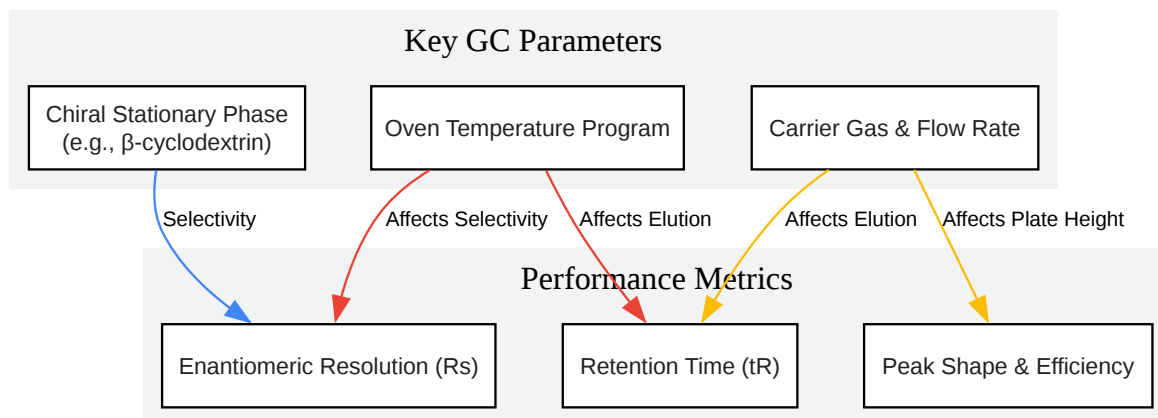 Key GC Parameters
Chiral Stationary Phase
(e.g., β-cyclodextrin)
Oven Temperature Program
Carrier Gas & Flow Rate
Selectivity
Affects Selectivity
Affects Elution
Affects Elution
Affects Plate Height
Performance Metrics
Enantiomeric Resolution (Rs)
Retention Time (tR)
Peak Shape & Efficiency